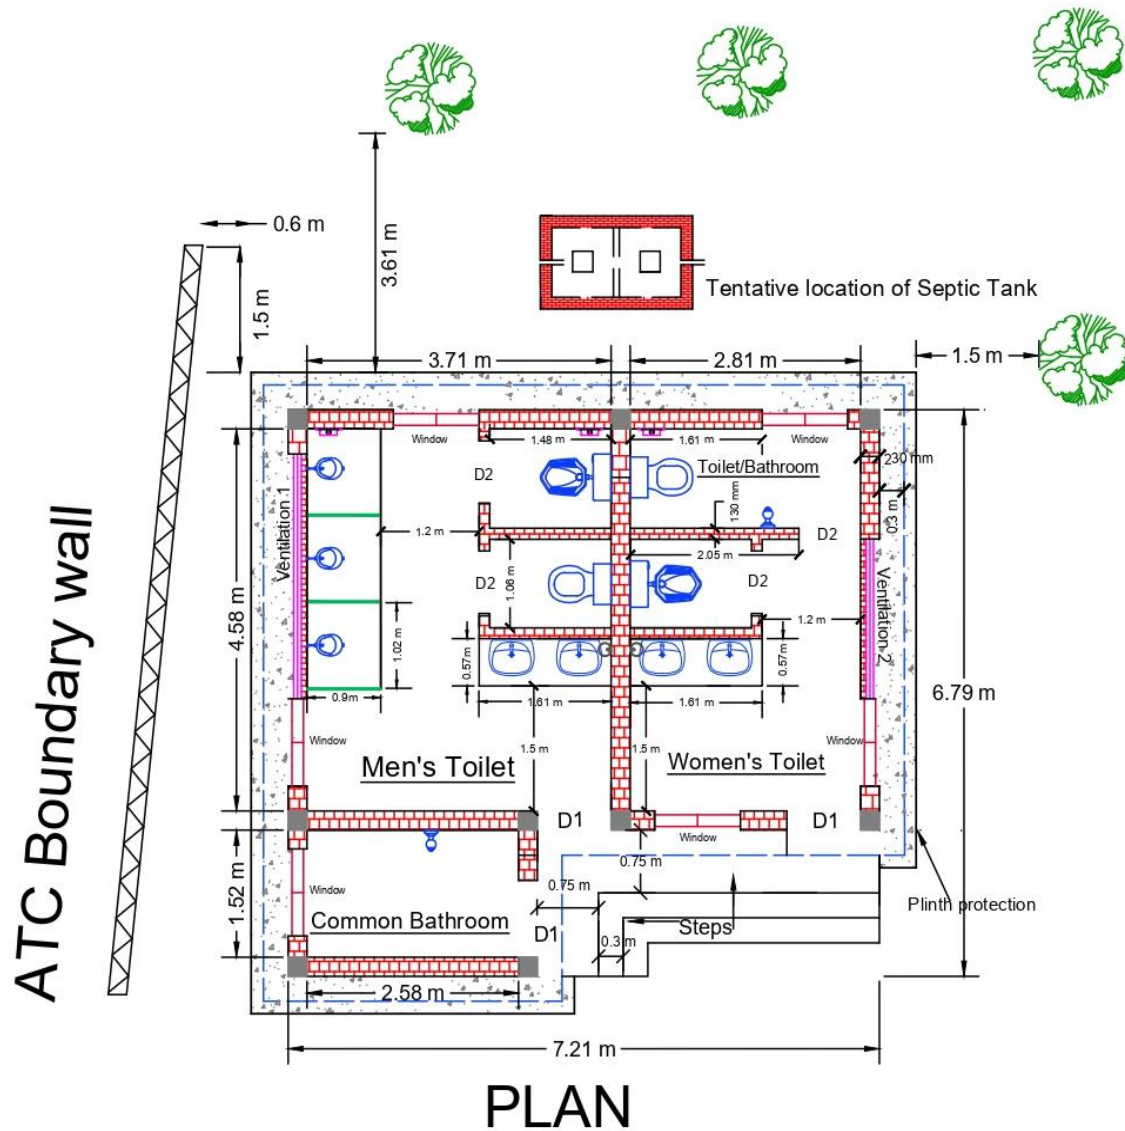 0.6 m
3.61 m
1.5 m
Tentative location of Septic Tank
3.71 m
2.81 m
1.5 m
Window
1.48 m
1.61 m
Window
Toilet/Bathroom
230 mm
D2
130 mm
0.3 m
Ventilation 1
1.2 m
D2
2.05 m
D2
1.06 m
D2
Ventilation 2
1.2 m
4.58 m
1.02 m
0.57m
0.57m
0.9m
1.61 m
1.61 m
6.79 m
Window
1.5 m
1.5 m
Window
Men's Toilet
Women's Toilet
D1
D1
Window
0.75 m
1.52 m
Window
0.75 m
Common Bathroom
D1
Steps
0.3 m
Plinth protection
2.58 m
7.21 m
ATC Boundary wall
PLAN